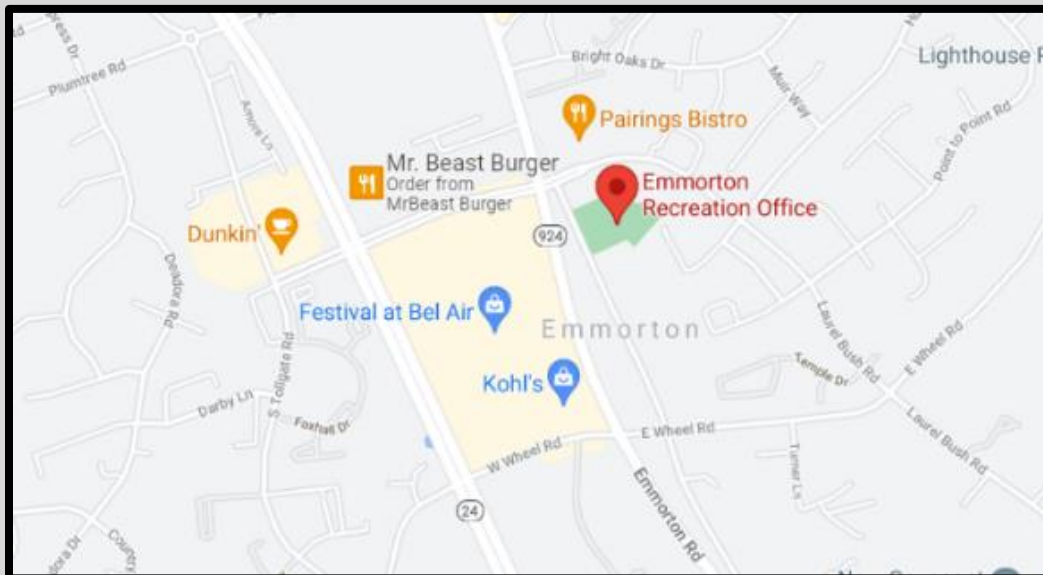 Plumtree Rd
Amora Ln
Bright Oaks Dr
Muir Way
Lighthouse
Point to Point Rd
Pairings Bistro
Mr. Beast Burger
Order from
MrBeast Burger
Emmorton
Recreation Office
Dunkin'
924
Deadora Rd
Festival at Bel Air
Emmorton
S Tollgate Rd
Kohl's
Laurel Bush Rd
E Wheel Rd
Temple Dr
Darby Ln
Foxhall Dr
W Wheel Rd
E Wheel Rd
Laurel Bush Rd
Turner Ln
Emmorton Rd
24
Country